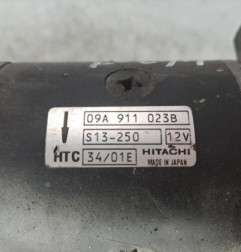 09A 911 023B
S13-250 12V
HTC 34/01E HITACHI
MADE IN JAPAN